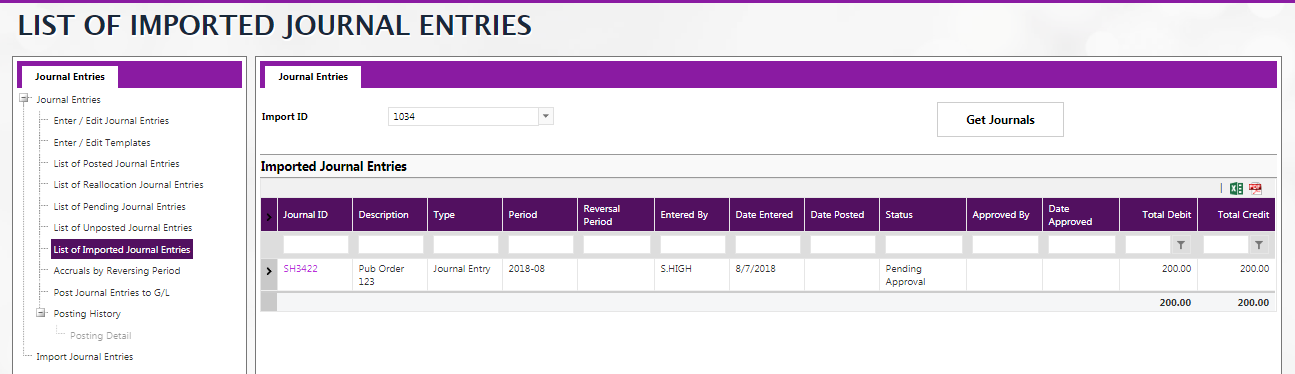 LIST OF IMPORTED JOURNAL ENTRIES
Journal Entries
Journal Entries
Enter / Edit Journal Entries
Enter / Edit Templates
List of Posted Journal Entries
List of Reallocation Journal Entries
List of Pending Journal Entries
List of Unposted Journal Entries
List of Imported Journal Entries
Accruals by Reversing Period
Post Journal Entries to G/L
Posting History
Posting Detail
Import Journal Entries
Journal Entries
Import ID 1034 Get Journals
Imported Journal Entries
PDF
Journal ID Description Type Period Reversal Period Entered By Date Entered Date Posted Status Approved By Date Approved Total Debit Total Credit
SH3422 Pub Order 123 Journal Entry 2018-08 S.HIGH 8/7/2018 Pending Approval 200.00 200.00
200.00 200.00